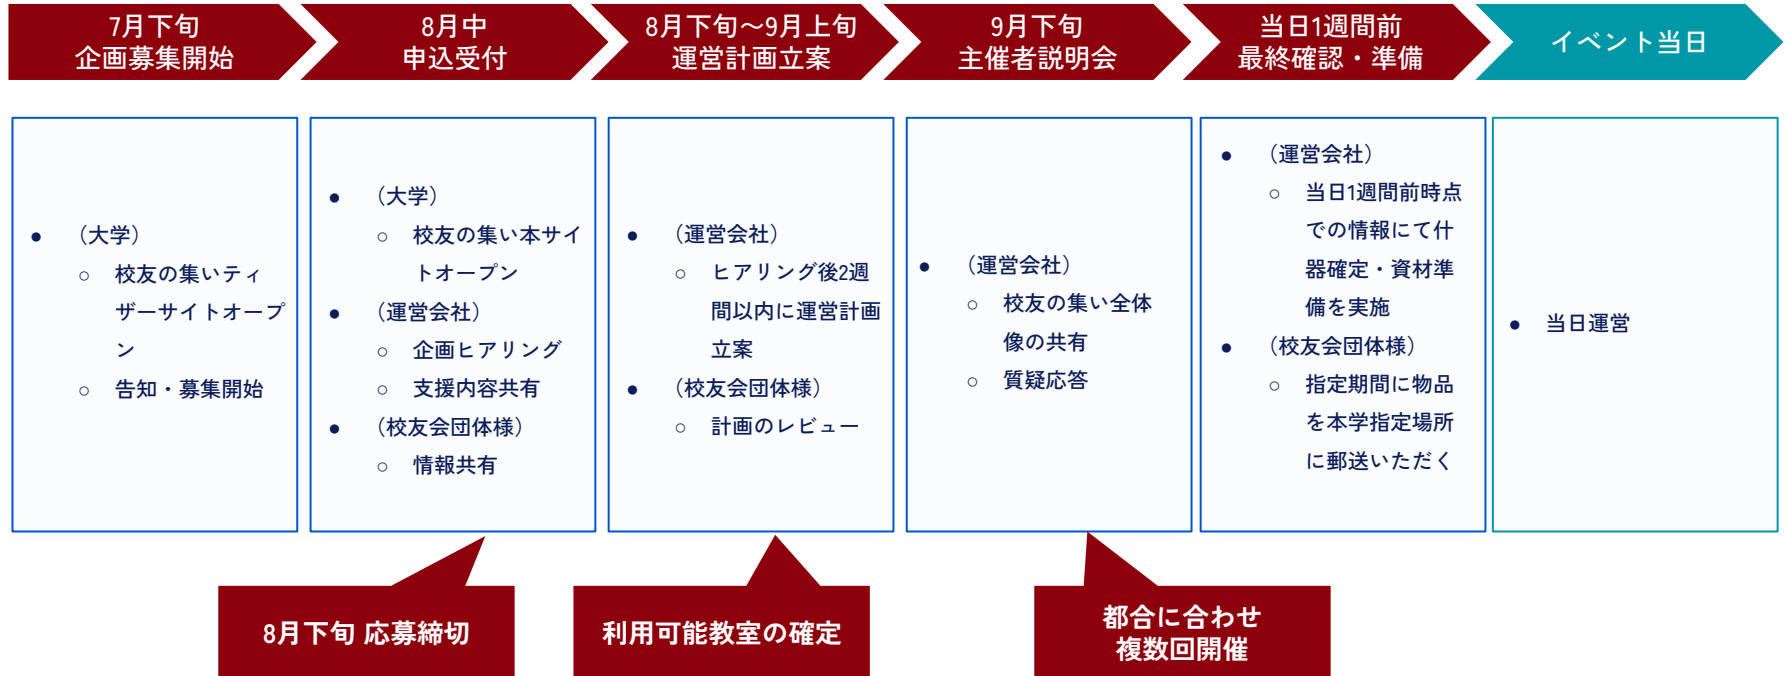 7月下旬
企画募集開始
8月中
申込受付
8月下旬〜9月上旬
運営計画立案
9月下旬
主催者説明会
当日1週間前
最終確認・準備
イベント当日
● （大学）
○ 校友の集いティ
ザーサイトオープ
ン
○ 告知・募集開始
● （大学）
○ 校友の集い本サイ
トオープン
● （運営会社）
○ 企画ヒアリング
○ 支援内容共有
● （校友会団体様）
○ 情報共有
● （運営会社）
○ ヒアリング後2週
間以内に運営計画
立案
● （校友会団体様）
○ 計画のレビュー
● （運営会社）
○ 校友の集い全体
像の共有
○ 質疑応答
● （運営会社）
○ 当日1週間前時点
での情報にて什
器確定・資材準
備を実施
● （校友会団体様）
○ 指定期間に物品
を本学指定場所
に郵送いただく
● 当日運営
8月下旬 応募締切
利用可能教室の確定
都合に合わせ
複数回開催